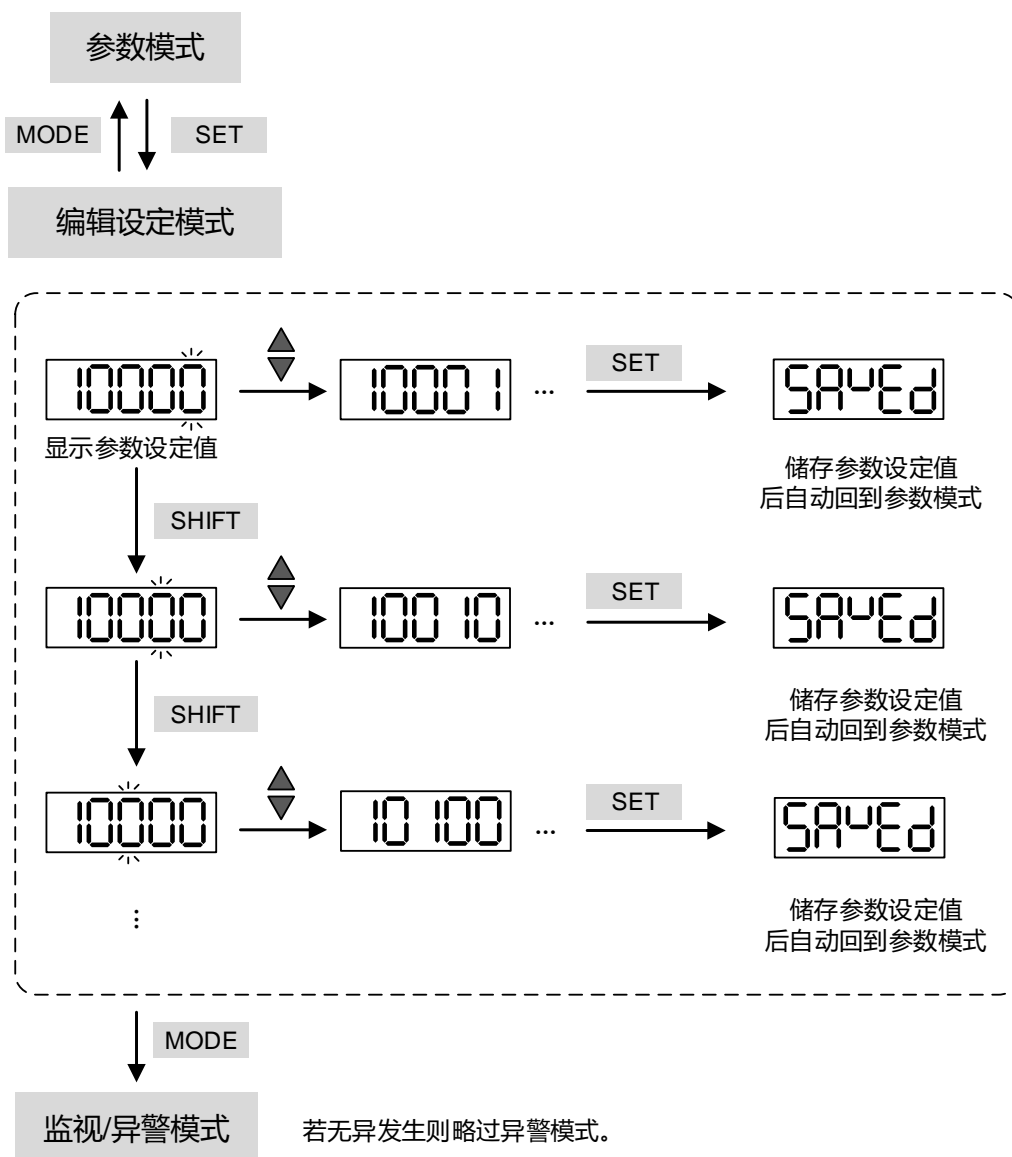 参数模式
MODE
SET
编辑设定模式
10000
10001
...
SET
SAVEd
显示参数设定值
储存参数设定值
后自动回到参数模式
SHIFT
10000
10010
...
SET
SAVEd
储存参数设定值
后自动回到参数模式
SHIFT
10000
10100
...
SET
SAVEd
储存参数设定值
后自动回到参数模式
...
MODE
监视/异警模式
若无异发生则略过异警模式。